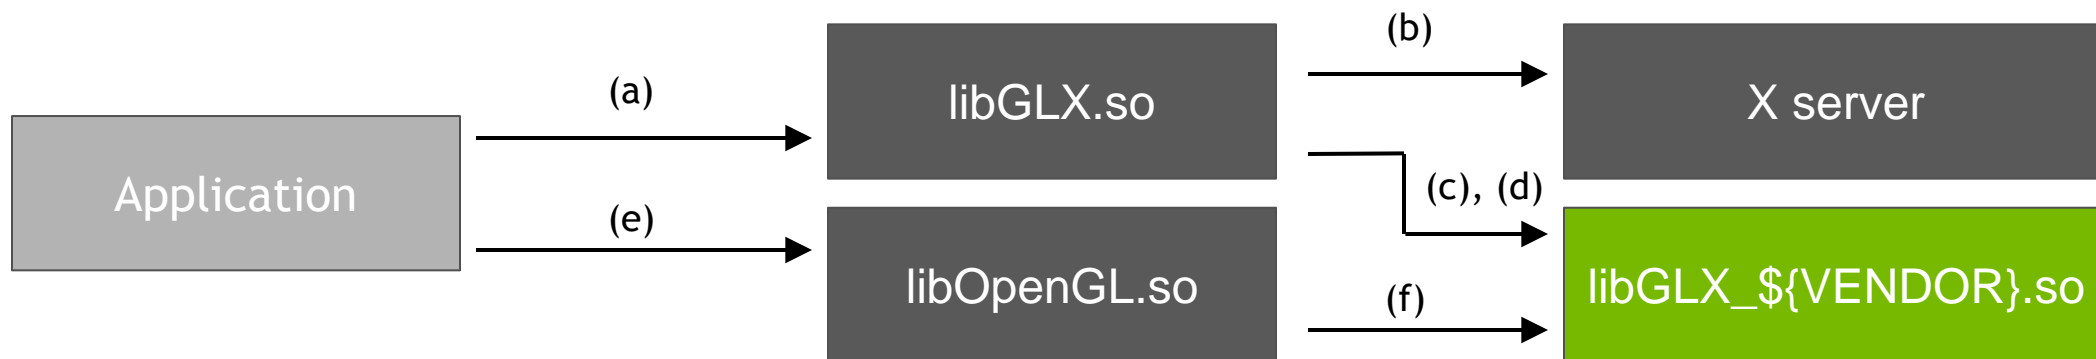 (b)
(a)
libGLX.so
X server
Application
(c), (d)
(e)
libOpenGL.so
libGLX_${VENDOR}.so
(f)